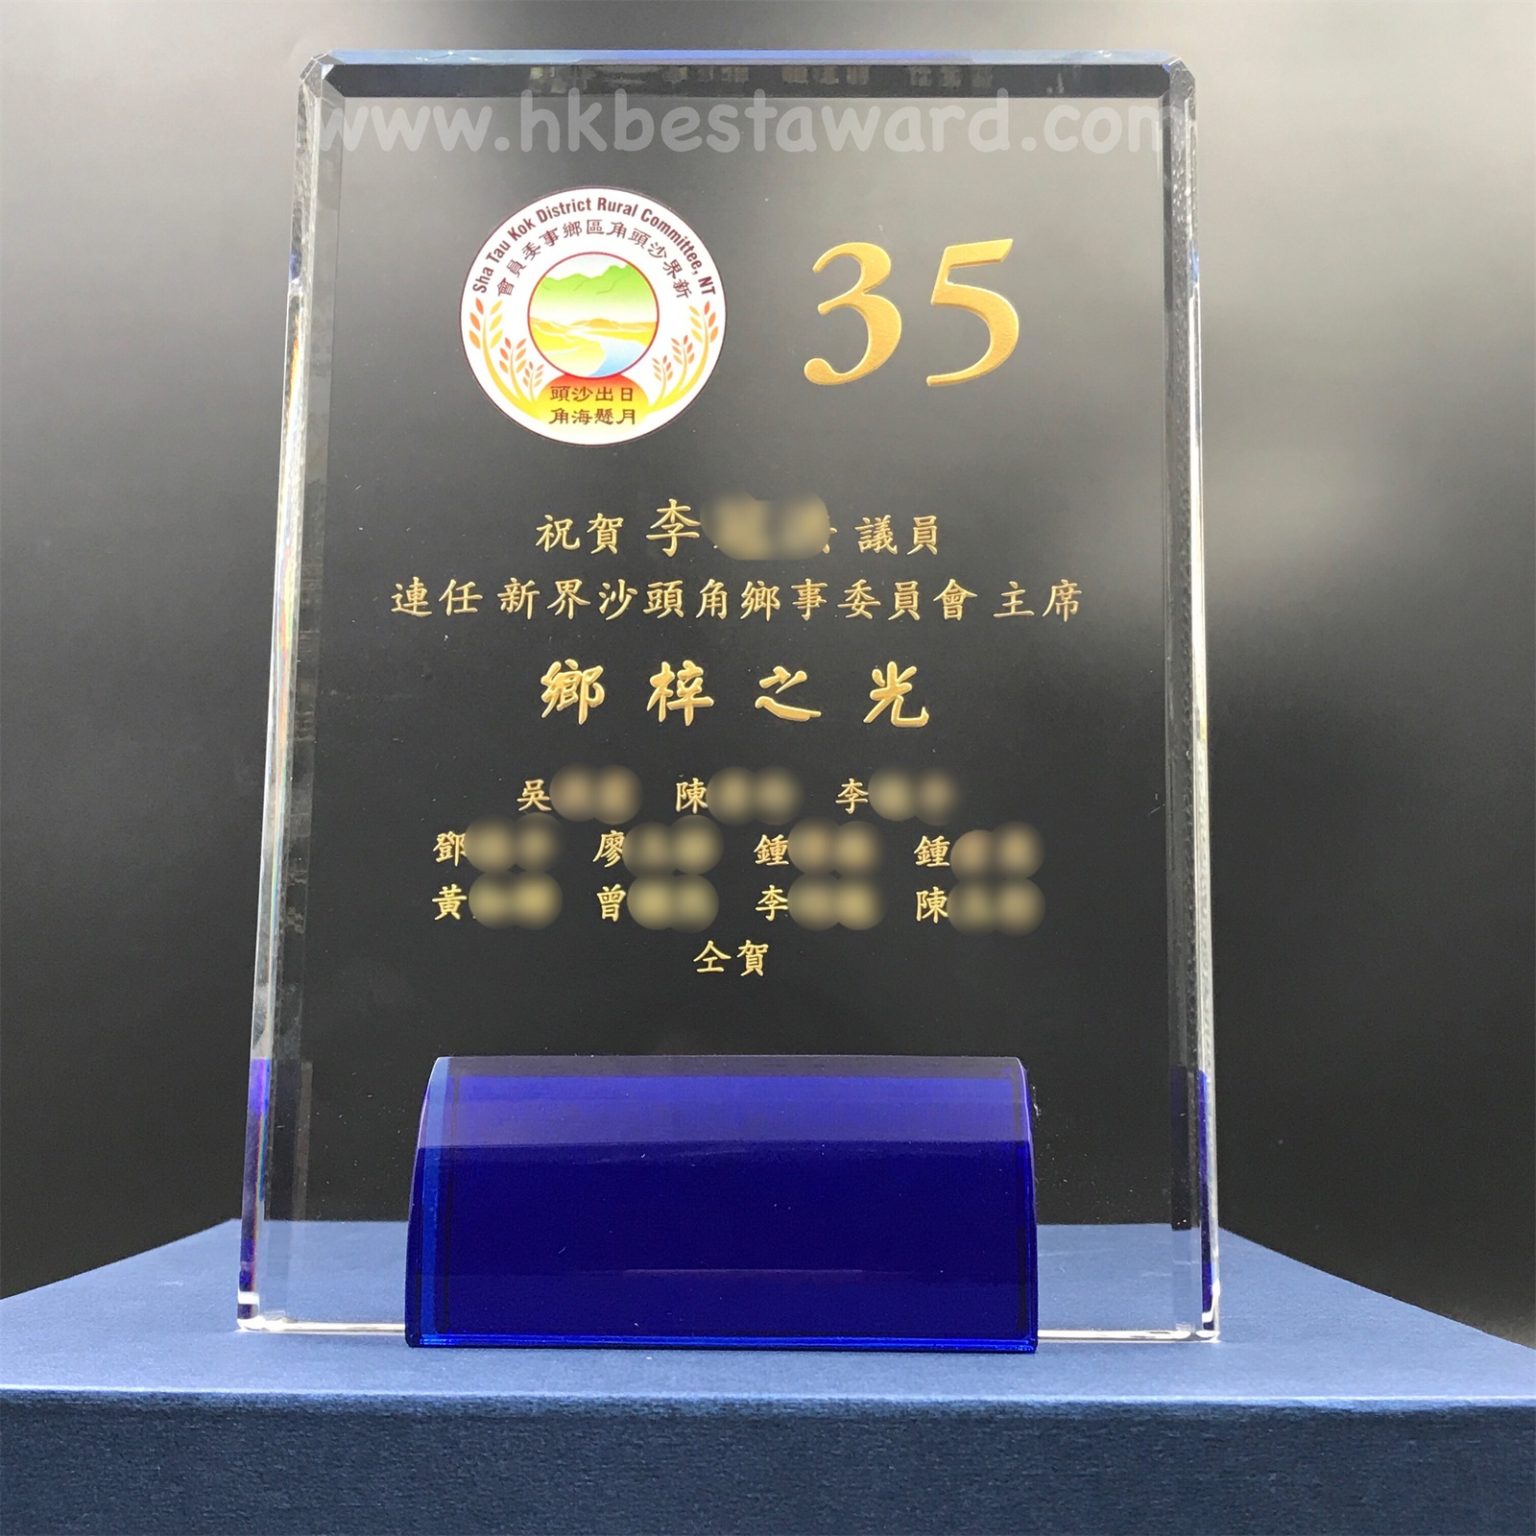 www.hkbestaward.com
Sha Tau Kok District Rural Committee, NT
會員委事鄉區角頭沙界新
頭沙出日
角海懸月
35
祝賀 李 議員
連任 新界沙頭角鄉事委員會 主席
鄉梓之光
吳 陳 李
鄧 廖 鍾 鍾
黃 曾 李 陳
仝賀